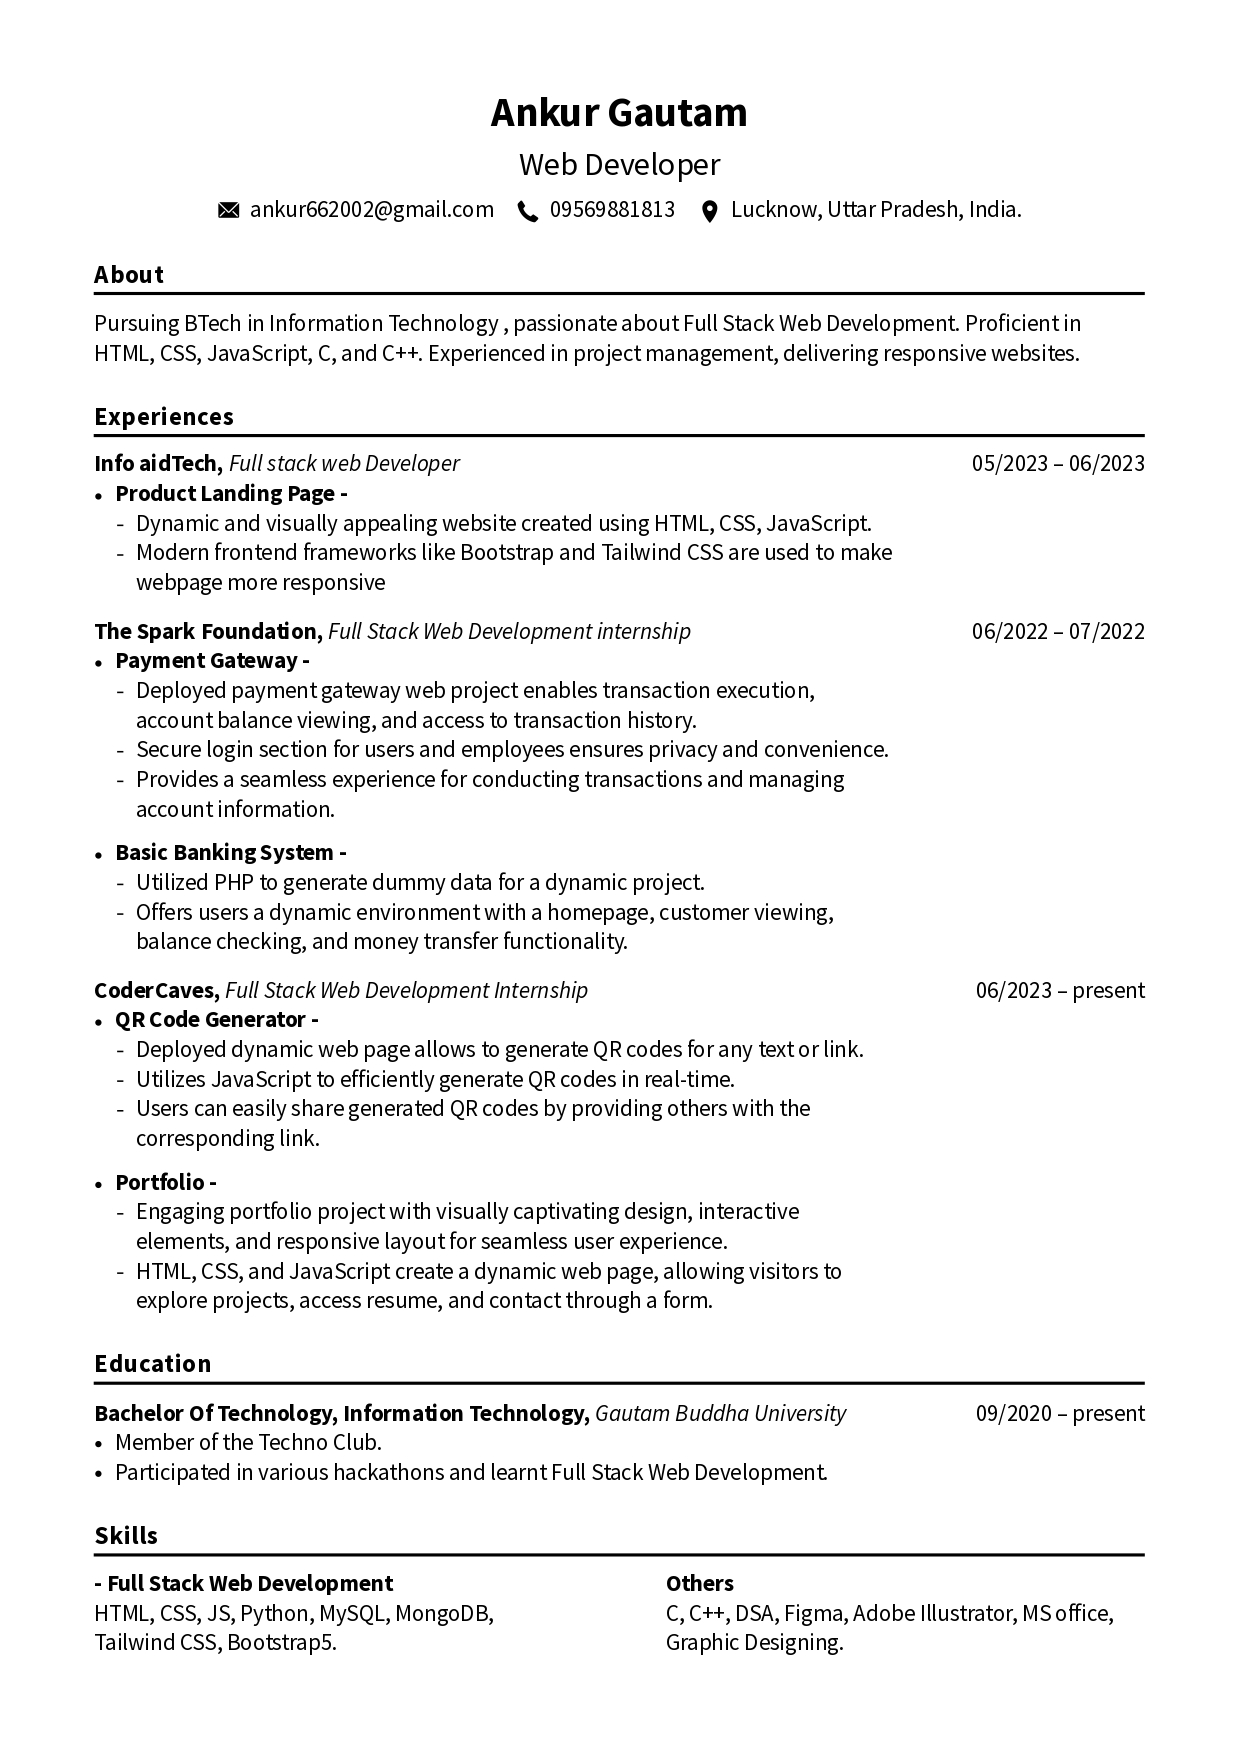 Ankur Gautam
Web Developer
ankur662002@gmail.com 09569881813 Lucknow, Uttar Pradesh, India.
About
Pursuing BTech in Information Technology , passionate about Full Stack Web Development. Proficient in
HTML, CSS, JavaScript, C, and C++. Experienced in project management, delivering responsive websites.
Experiences
Info aidTech, Full stack web Developer 05/2023 – 06/2023
• Product Landing Page -
- Dynamic and visually appealing website created using HTML, CSS, JavaScript.
- Modern frontend frameworks like Bootstrap and Tailwind CSS are used to make
webpage more responsive
The Spark Foundation, Full Stack Web Development internship 06/2022 – 07/2022
• Payment Gateway -
- Deployed payment gateway web project enables transaction execution,
account balance viewing, and access to transaction history.
- Secure login section for users and employees ensures privacy and convenience.
- Provides a seamless experience for conducting transactions and managing
account information.
• Basic Banking System -
- Utilized PHP to generate dummy data for a dynamic project.
- Offers users a dynamic environment with a homepage, customer viewing,
balance checking, and money transfer functionality.
CoderCaves, Full Stack Web Development Internship 06/2023 – present
• QR Code Generator -
- Deployed dynamic web page allows to generate QR codes for any text or link.
- Utilizes JavaScript to efficiently generate QR codes in real-time.
- Users can easily share generated QR codes by providing others with the
corresponding link.
• Portfolio -
- Engaging portfolio project with visually captivating design, interactive
elements, and responsive layout for seamless user experience.
- HTML, CSS, and JavaScript create a dynamic web page, allowing visitors to
explore projects, access resume, and contact through a form.
Education
Bachelor Of Technology, Information Technology, Gautam Buddha University 09/2020 – present
• Member of the Techno Club.
• Participated in various hackathons and learnt Full Stack Web Development.
Skills
- Full Stack Web Development
HTML, CSS, JS, Python, MySQL, MongoDB,
Tailwind CSS, Bootstrap5.
Others
C, C++, DSA, Figma, Adobe Illustrator, MS office,
Graphic Designing.